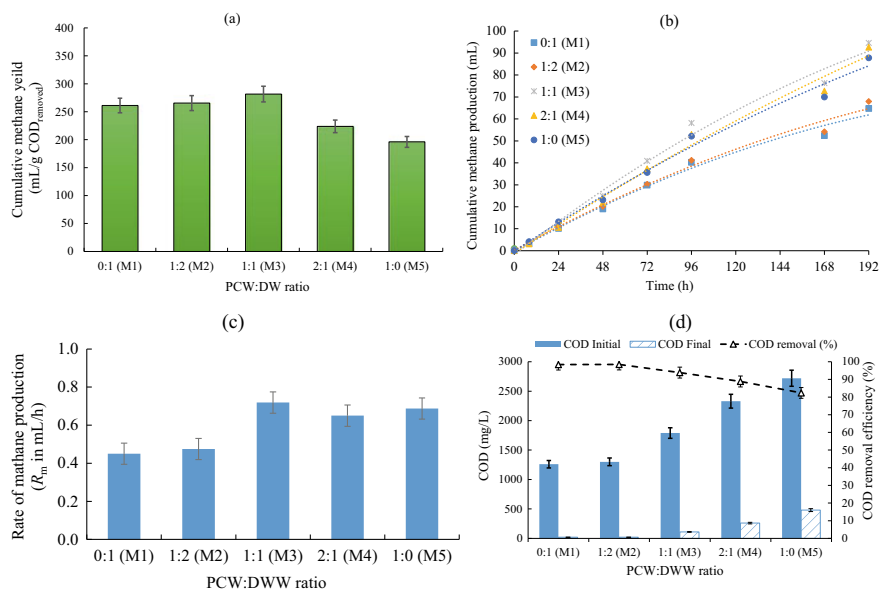 (a)
Cumulative methane yeild
(mL/g COD removed)
400
350
300
250
200
150
100
50
0
0:1 (M1) 1:2 (M2) 1:1 (M3) 2:1 (M4) 1:0 (M5)
PCW:DW ratio
(b)
Cumulative methane production (mL)
100
90
80
70
60
50
40
30
20
10
0
0:1 (M1)
1:2 (M2)
1:1 (M3)
2:1 (M4)
1:0 (M5)
0 24 48 72 96 120 144 168 192
Time (h)
(c)
Rate of mathane production
(Rm in mL/h)
1.0
0.8
0.6
0.4
0.2
0.0
0:1 (M1) 1:2 (M2) 1:1 (M3) 2:1 (M4) 1:0 (M5)
PCW:DWW ratio
(d)
COD Initial COD Final COD removal (%)
COD (mg/L)
3000
2500
2000
1500
1000
500
0
100
90
80
70
60
50
40
30
20
10
0
COD removal efficiency (%)
0:1 (M1) 1:2 (M2) 1:1 (M3) 2:1 (M4) 1:0 (M5)
PCW:DWW ratio